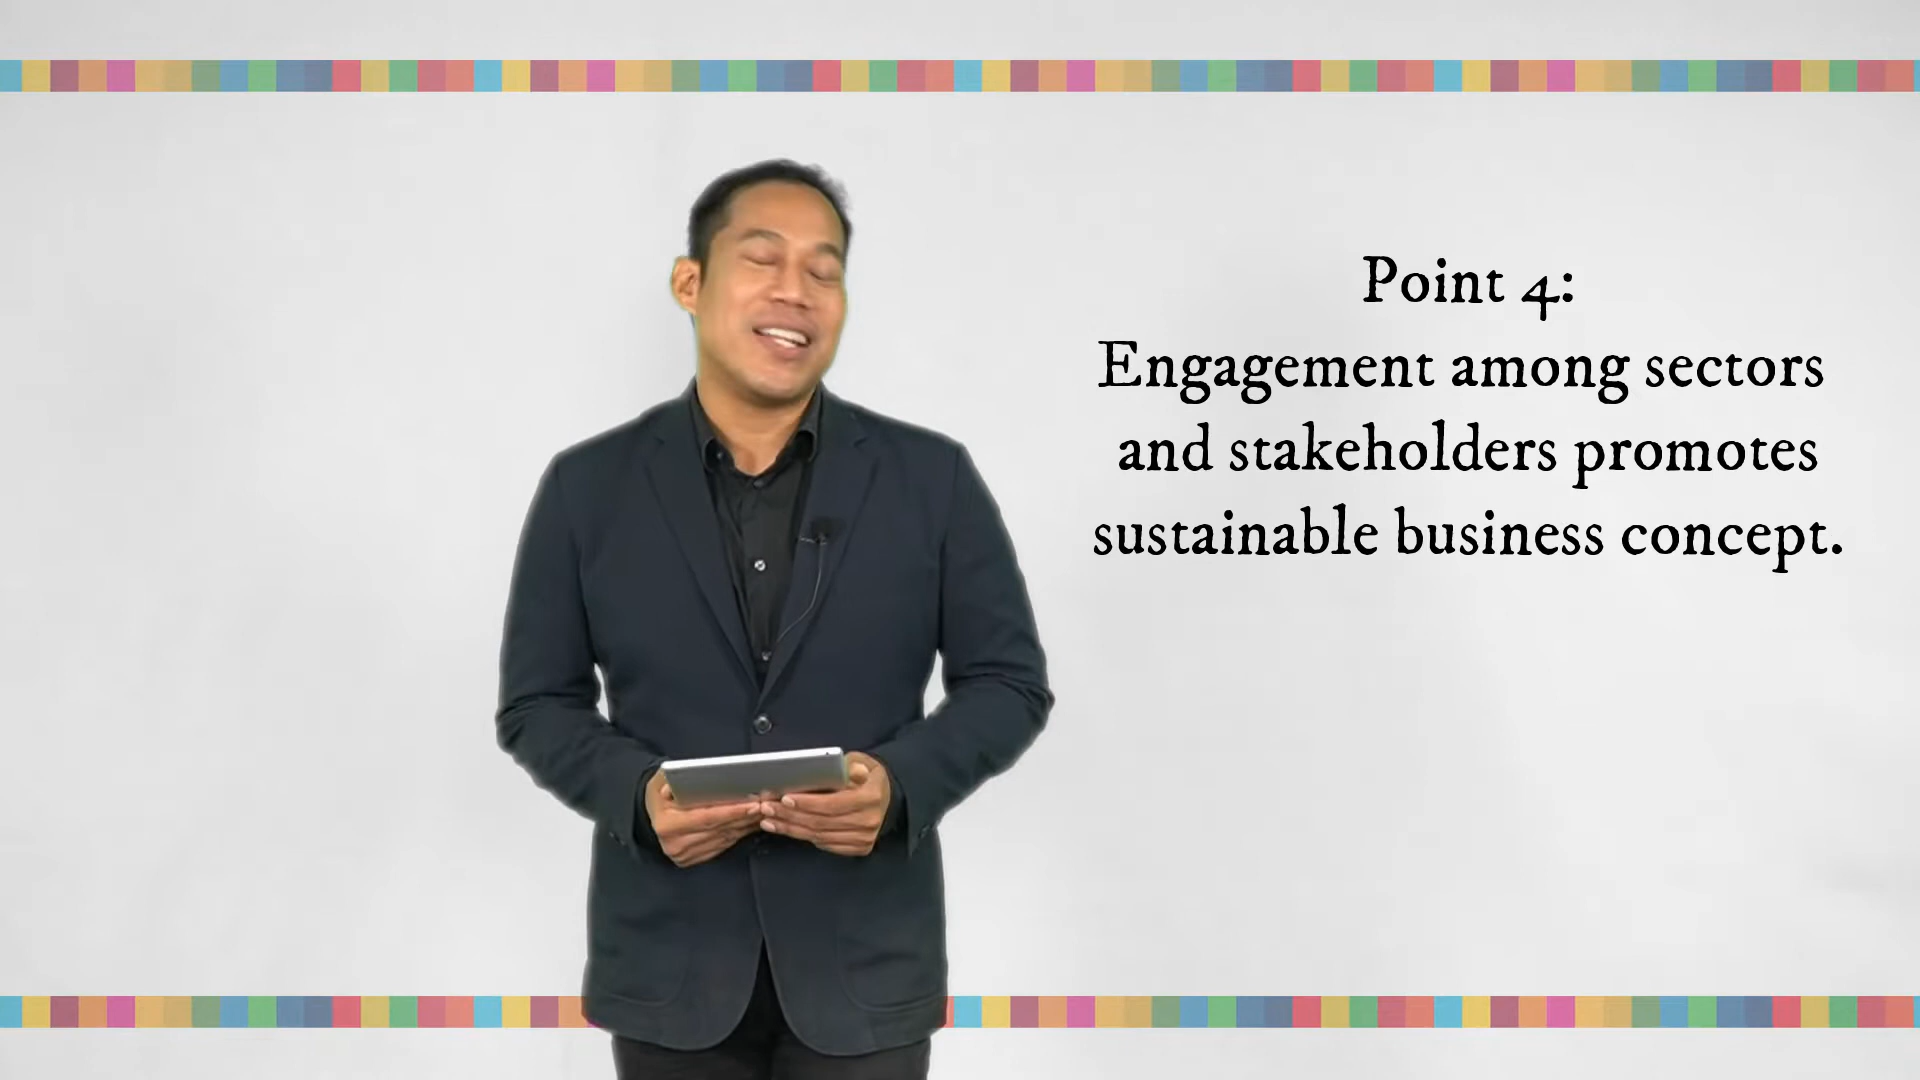 Point 4:
Engagement among sectors
and stakeholders promotes
sustainable business concept.